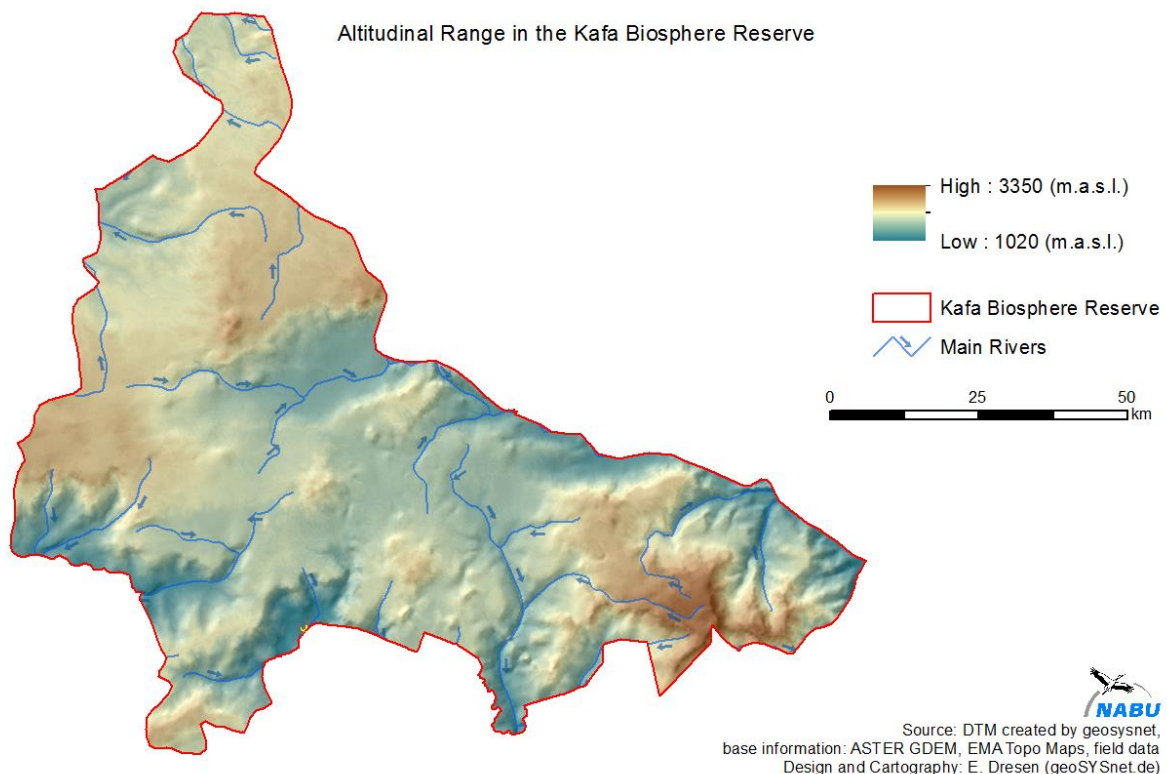 Altitudinal Range in the Kafa Biosphere Reserve
High : 3350 (m.a.s.l.)
Low : 1020 (m.a.s.l.)
Kafa Biosphere Reserve
Main Rivers
0 25 50
km
NABU
Source: DTM created by geosysnet,
base information: ASTER GDEM, EMA Topo Maps, field data
Design and Cartography: E. Dresen (geoSYSnet.de)